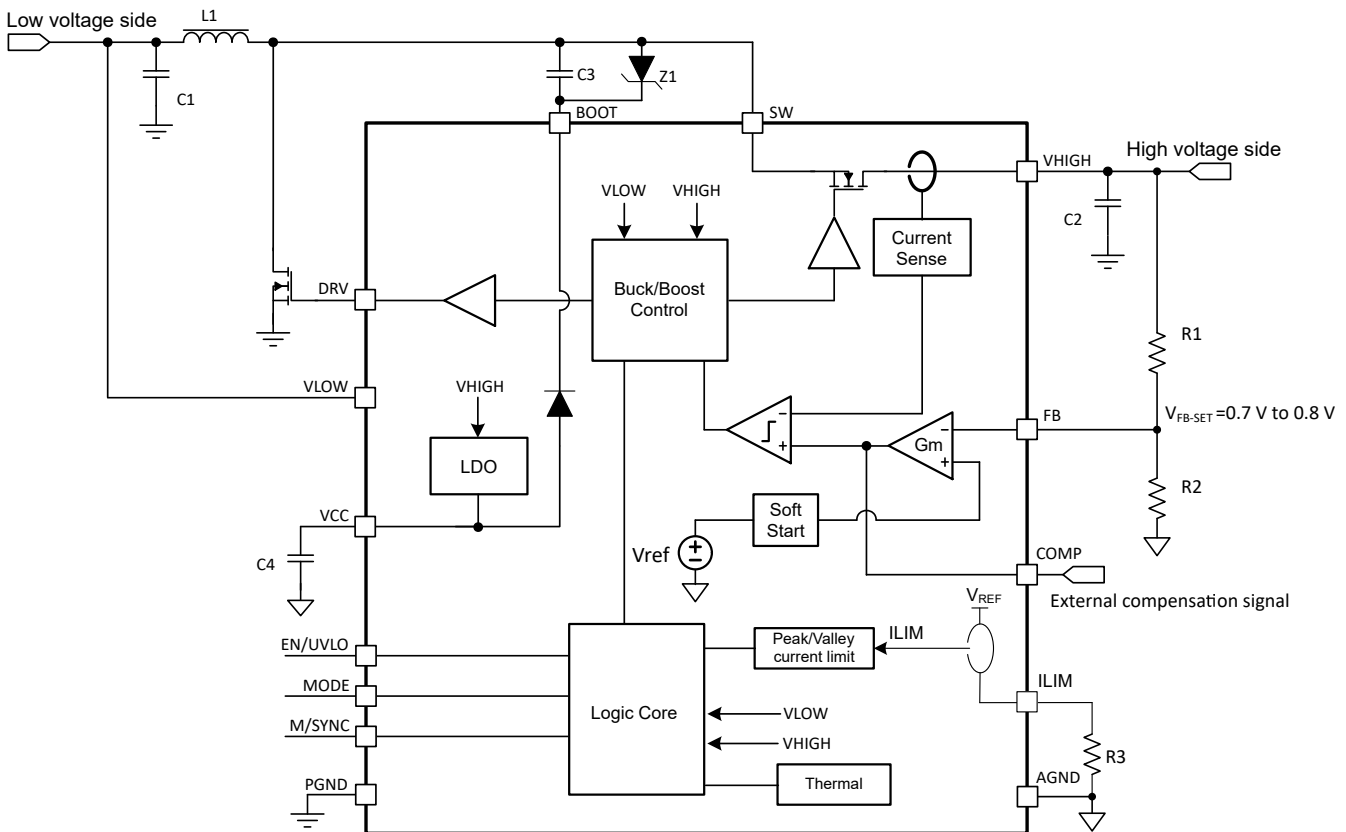 Low voltage side
L1
C1
C3
Z1
BOOT
SW
VHIGH
High voltage side
C2
VLOW
VHIGH
Current
Sense
Buck/Boost
Control
DRV
R1
VLOW
VHIGH
LDO
FB
VFB-SET =0.7 V to 0.8 V
−
+
−
+
Gm
R2
VCC
C4
Soft
Start
Vref
COMP
External compensation signal
VREF
EN/UVLO
MODE
M/SYNC
PGND
Logic Core
Peak/Valley
current limit
ILIM
ILIM
VLOW
VHIGH
Thermal
R3
AGND